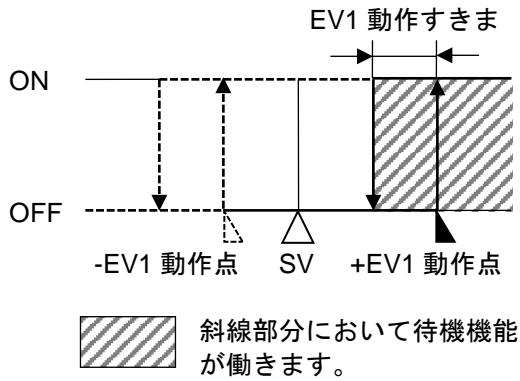 EV1 動作すきま
ON
OFF
-EV1 動作点 SV +EV1 動作点
斜線部分において待機機能
が働きます。